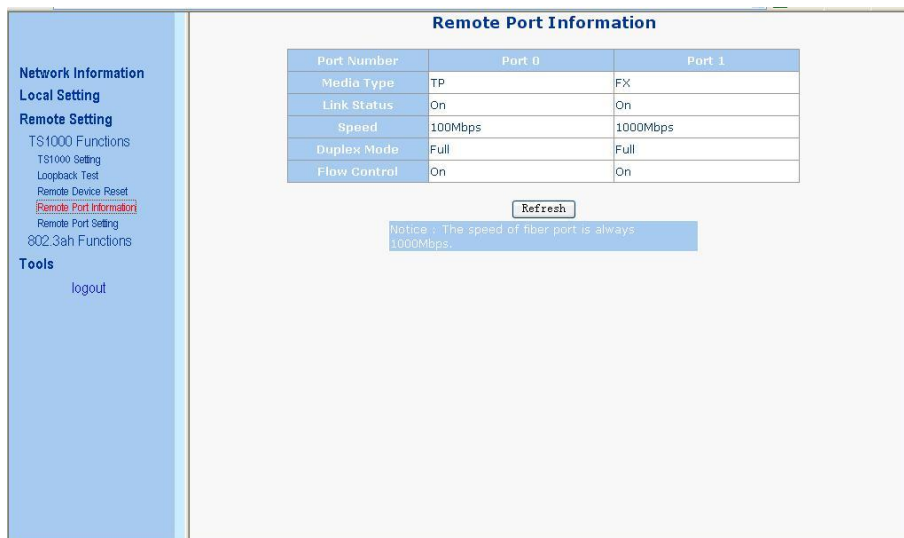 Remote Port Information
Network Information
Local Setting
Remote Setting
TS1000 Functions
TS1000 Setting
Loopback Test
Remote Device Reset
Remote Port Information
Remote Port Setting
802.3ah Functions
Tools
logout
Port Number Port 0 Port 1
Media Type TP FX
Link Status On On
Speed 100Mbps 1000Mbps
Duplex Mode Full Full
Flow Control On On
Refresh
Notice : The speed of fiber port is always
1000Mbps.